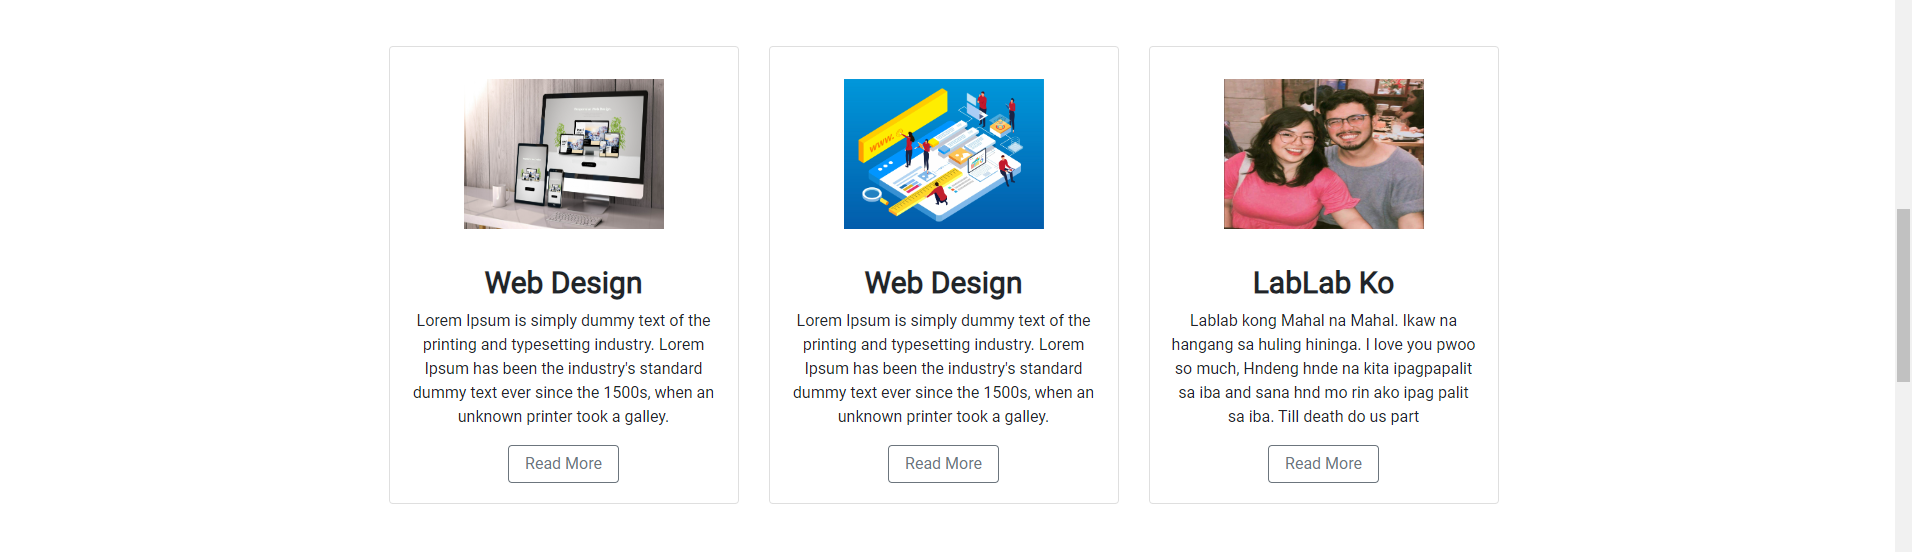 www.
Web Design
Lorem Ipsum is simply dummy text of the
printing and typesetting industry. Lorem
Ipsum has been the industry's standard
dummy text ever since the 1500s, when an
unknown printer took a galley.
Read More
Web Design
Lorem Ipsum is simply dummy text of the
printing and typesetting industry. Lorem
Ipsum has been the industry's standard
dummy text ever since the 1500s, when an
unknown printer took a galley.
Read More
LabLab Ko
Lablab kong Mahal na Mahal. Ikaw na
hangang sa huling hininga. I love you pwoo
so much, Hndeng hnde na kita ipagpapalit
sa iba and sana hnd mo rin ako ipag palit
sa iba. Till death do us part
Read More